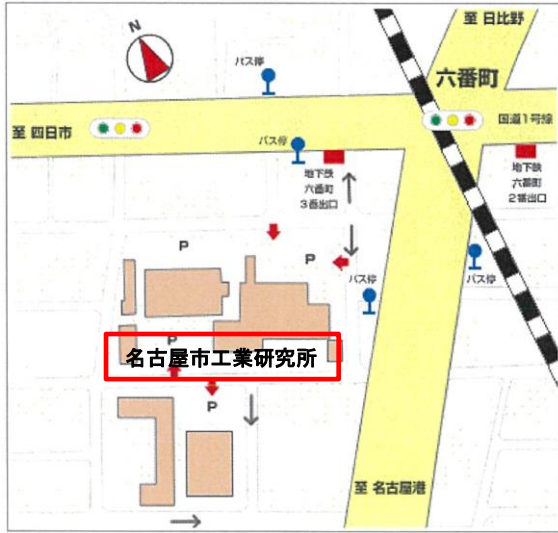 至 日比野
N
バス停
六番町
国道1号線
至 四日市
バス停
地下鉄
六番町
3番出口
地下鉄
六番町
2番出口
P
P
バス停
バス停
P
名古屋市工業研究所
P
至 名古屋港